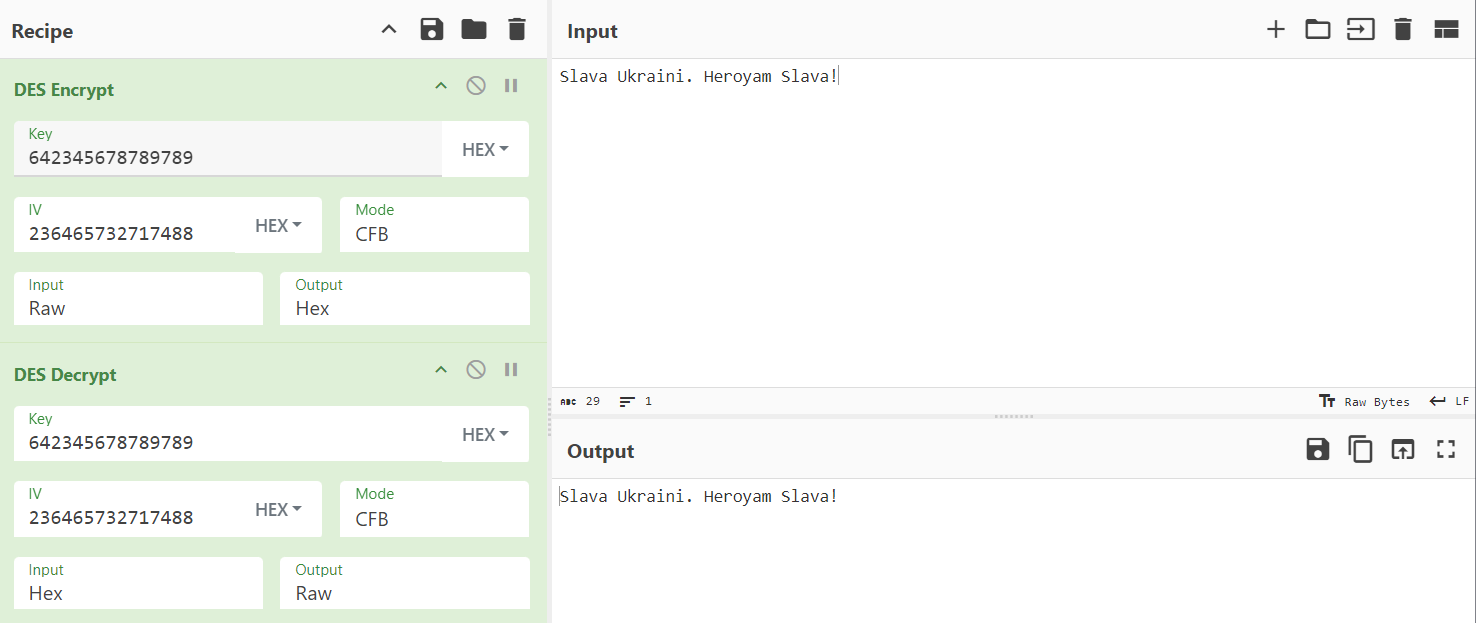 Recipe
DES Encrypt
Key
642345678789789
HEX
IV
236465732717488
HEX
Mode
CFB
Input
Raw
Output
Hex
DES Decrypt
Key
642345678789789
HEX
IV
236465732717488
HEX
Mode
CFB
Input
Hex
Output
Raw
Input
Slava Ukraini. Heroyam Slava!
ABC 29 1 Tт Raw Bytes LF
Output
Slava Ukraini. Heroyam Slava!